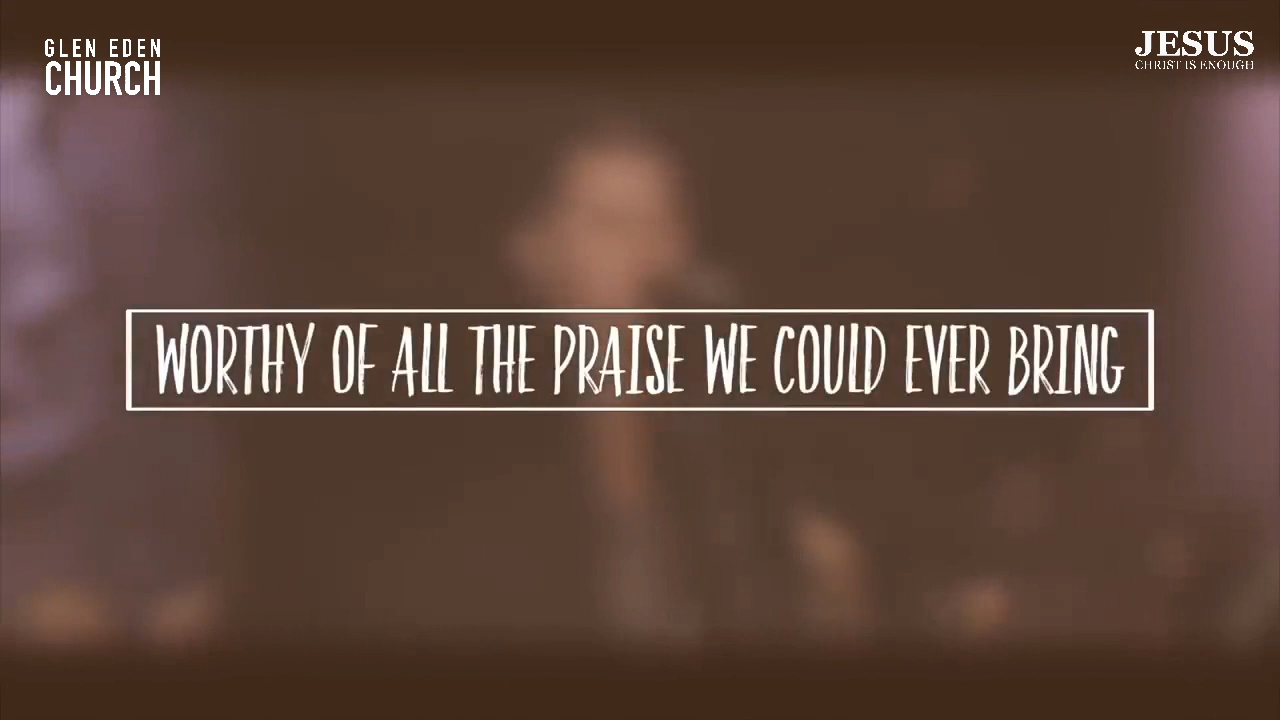 GLEN EDEN
CHURCH
JESUS
CHRIST IS ENOUGH
WORTHY OF ALL THE PRAISE WE COULD EVER BRING